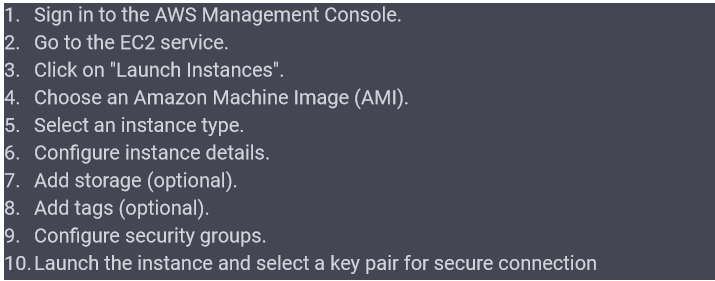 1. Sign in to the AWS Management Console.
2. Go to the EC2 service.
3. Click on "Launch Instances".
4. Choose an Amazon Machine Image (AMI).
5. Select an instance type.
6. Configure instance details.
7. Add storage (optional).
8. Add tags (optional).
9. Configure security groups.
10. Launch the instance and select a key pair for secure connection